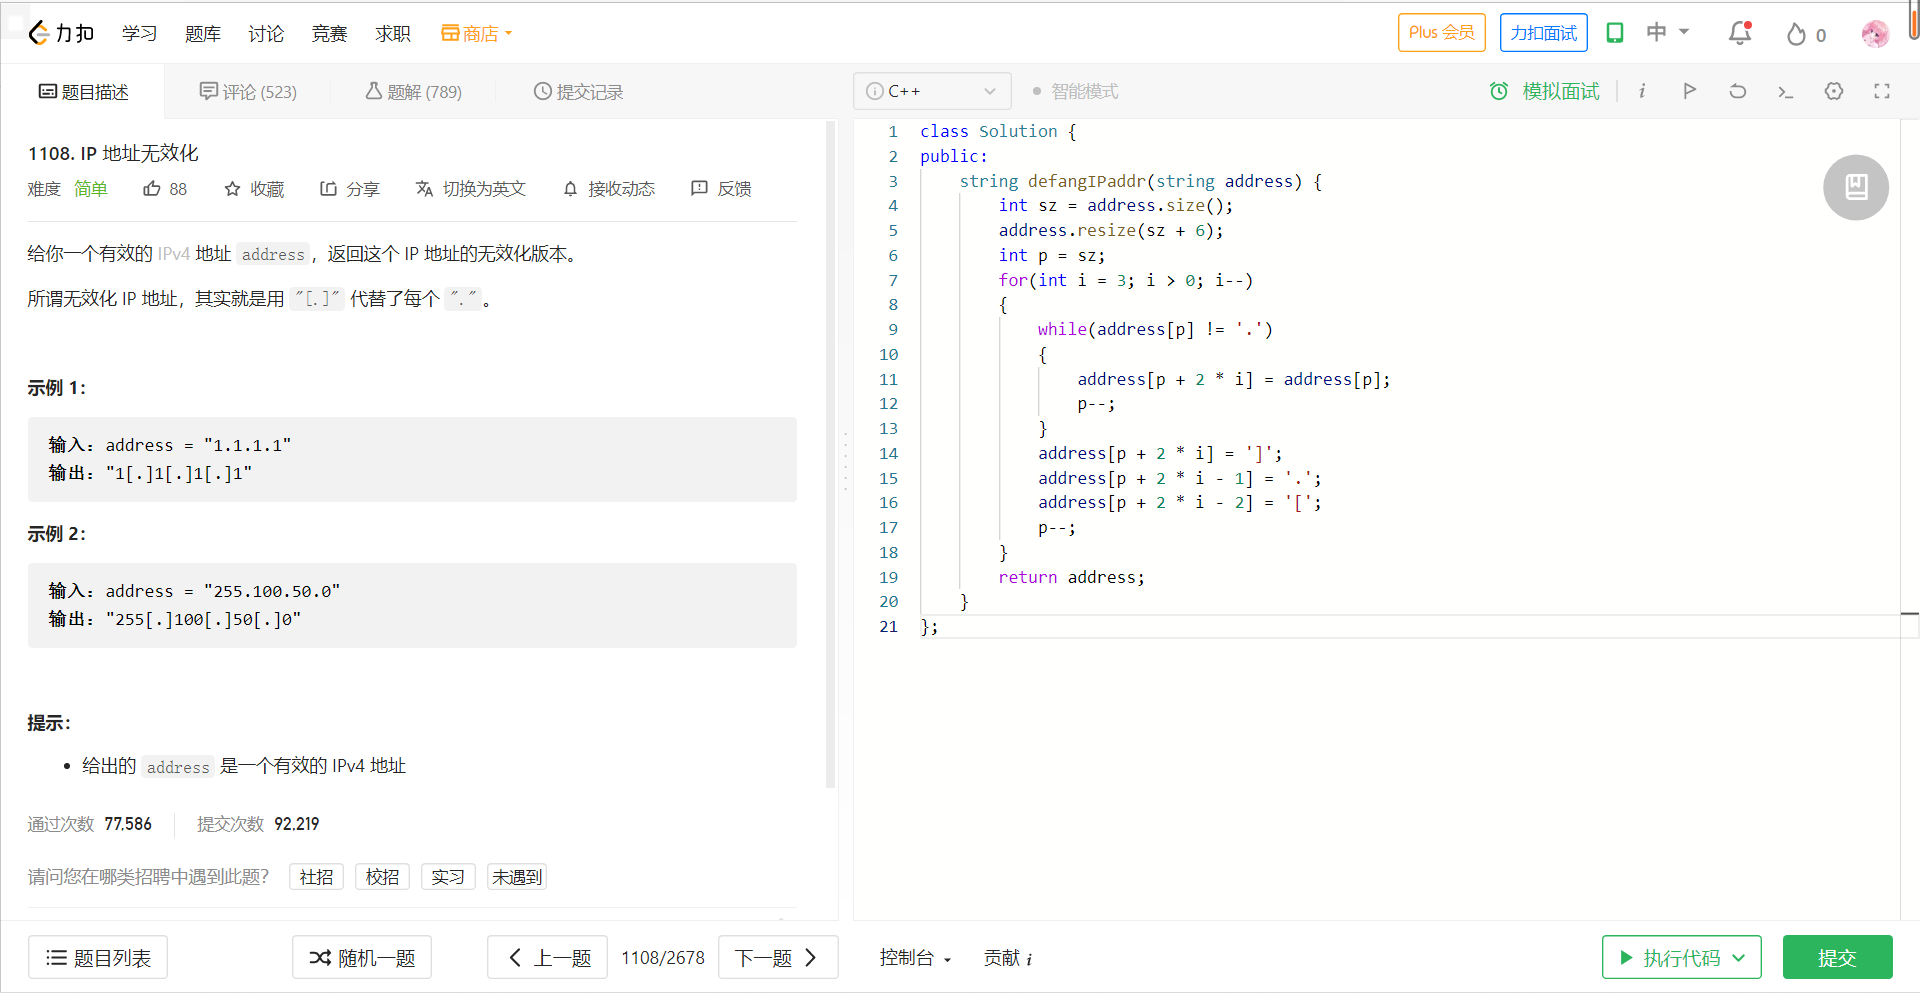 力扣 学习 题库 讨论 竞赛 求职 商店 Plus 会员 力扣面试 中 0
题目描述 评论 (523) 题解 (789) 提交记录
1108. IP 地址无效化
难度 简单 88 收藏 分享 切换为英文 接收动态 反馈
给你一个有效的 IPv4 地址 address，返回这个 IP 地址的无效化版本。
所谓无效化 IP 地址，其实就是用 "[.]" 代替了每个 "."。
示例 1：
输入：address = "1.1.1.1"
输出："1[.]1[.]1[.]1"
示例 2：
输入：address = "255.100.50.0"
输出："255[.]100[.]50[.]0"
提示：
• 给出的 address 是一个有效的 IPv4 地址
通过次数 77,586 提交次数 92,219
请问您在哪类招聘中遇到此题？ 社招 校招 实习 未遇到
题目列表 随机一题 上一题 1108/2678 下一题
C++ 智能模式 模拟面试 i
1 class Solution {
2 public:
3     string defangIPaddr(string address) {
4         int sz = address.size();
5         address.resize(sz + 6);
6         int p = sz;
7         for(int i = 3; i > 0; i--)
8         {
9             while(address[p] != '.')
10             {
11                 address[p + 2 * i] = address[p];
12                 p--;
13             }
14             address[p + 2 * i] = ']';
15             address[p + 2 * i - 1] = '.';
16             address[p + 2 * i - 2] = '[';
17             p--;
18         }
19         return address;
20     }
21 };
控制台 贡献 i 执行代码 提交